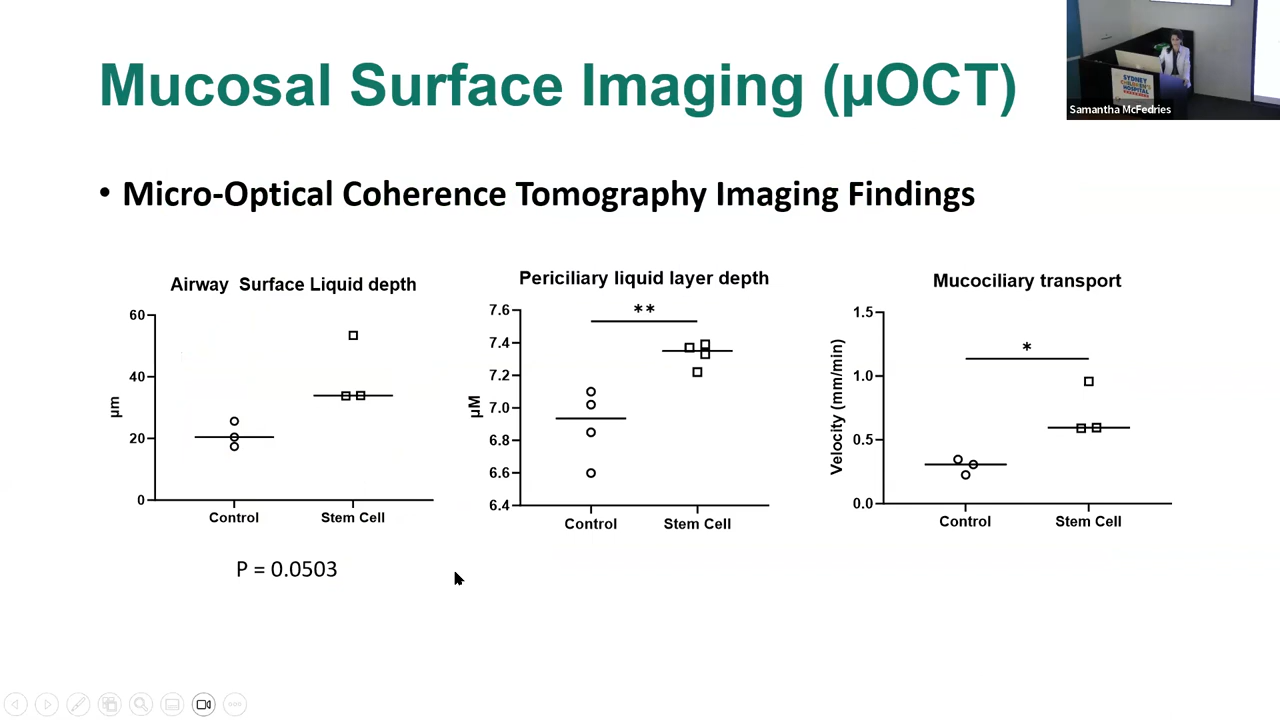 Mucosal Surface Imaging (µOCT)
SYDNEY
CHILDREN'S
HOSPITAL
Samantha McFedries
• Micro-Optical Coherence Tomography Imaging Findings
Airway Surface Liquid depth
60
40
20
0
µm
Control
Stem Cell
P = 0.0503
Periciliary liquid layer depth
**
7.6
7.4
7.2
7.0
6.8
6.6
6.4
µM
Control
Stem Cell
Mucociliary transport
*
1.5
1.0
0.5
0.0
Velocity (mm/min)
Control
Stem Cell